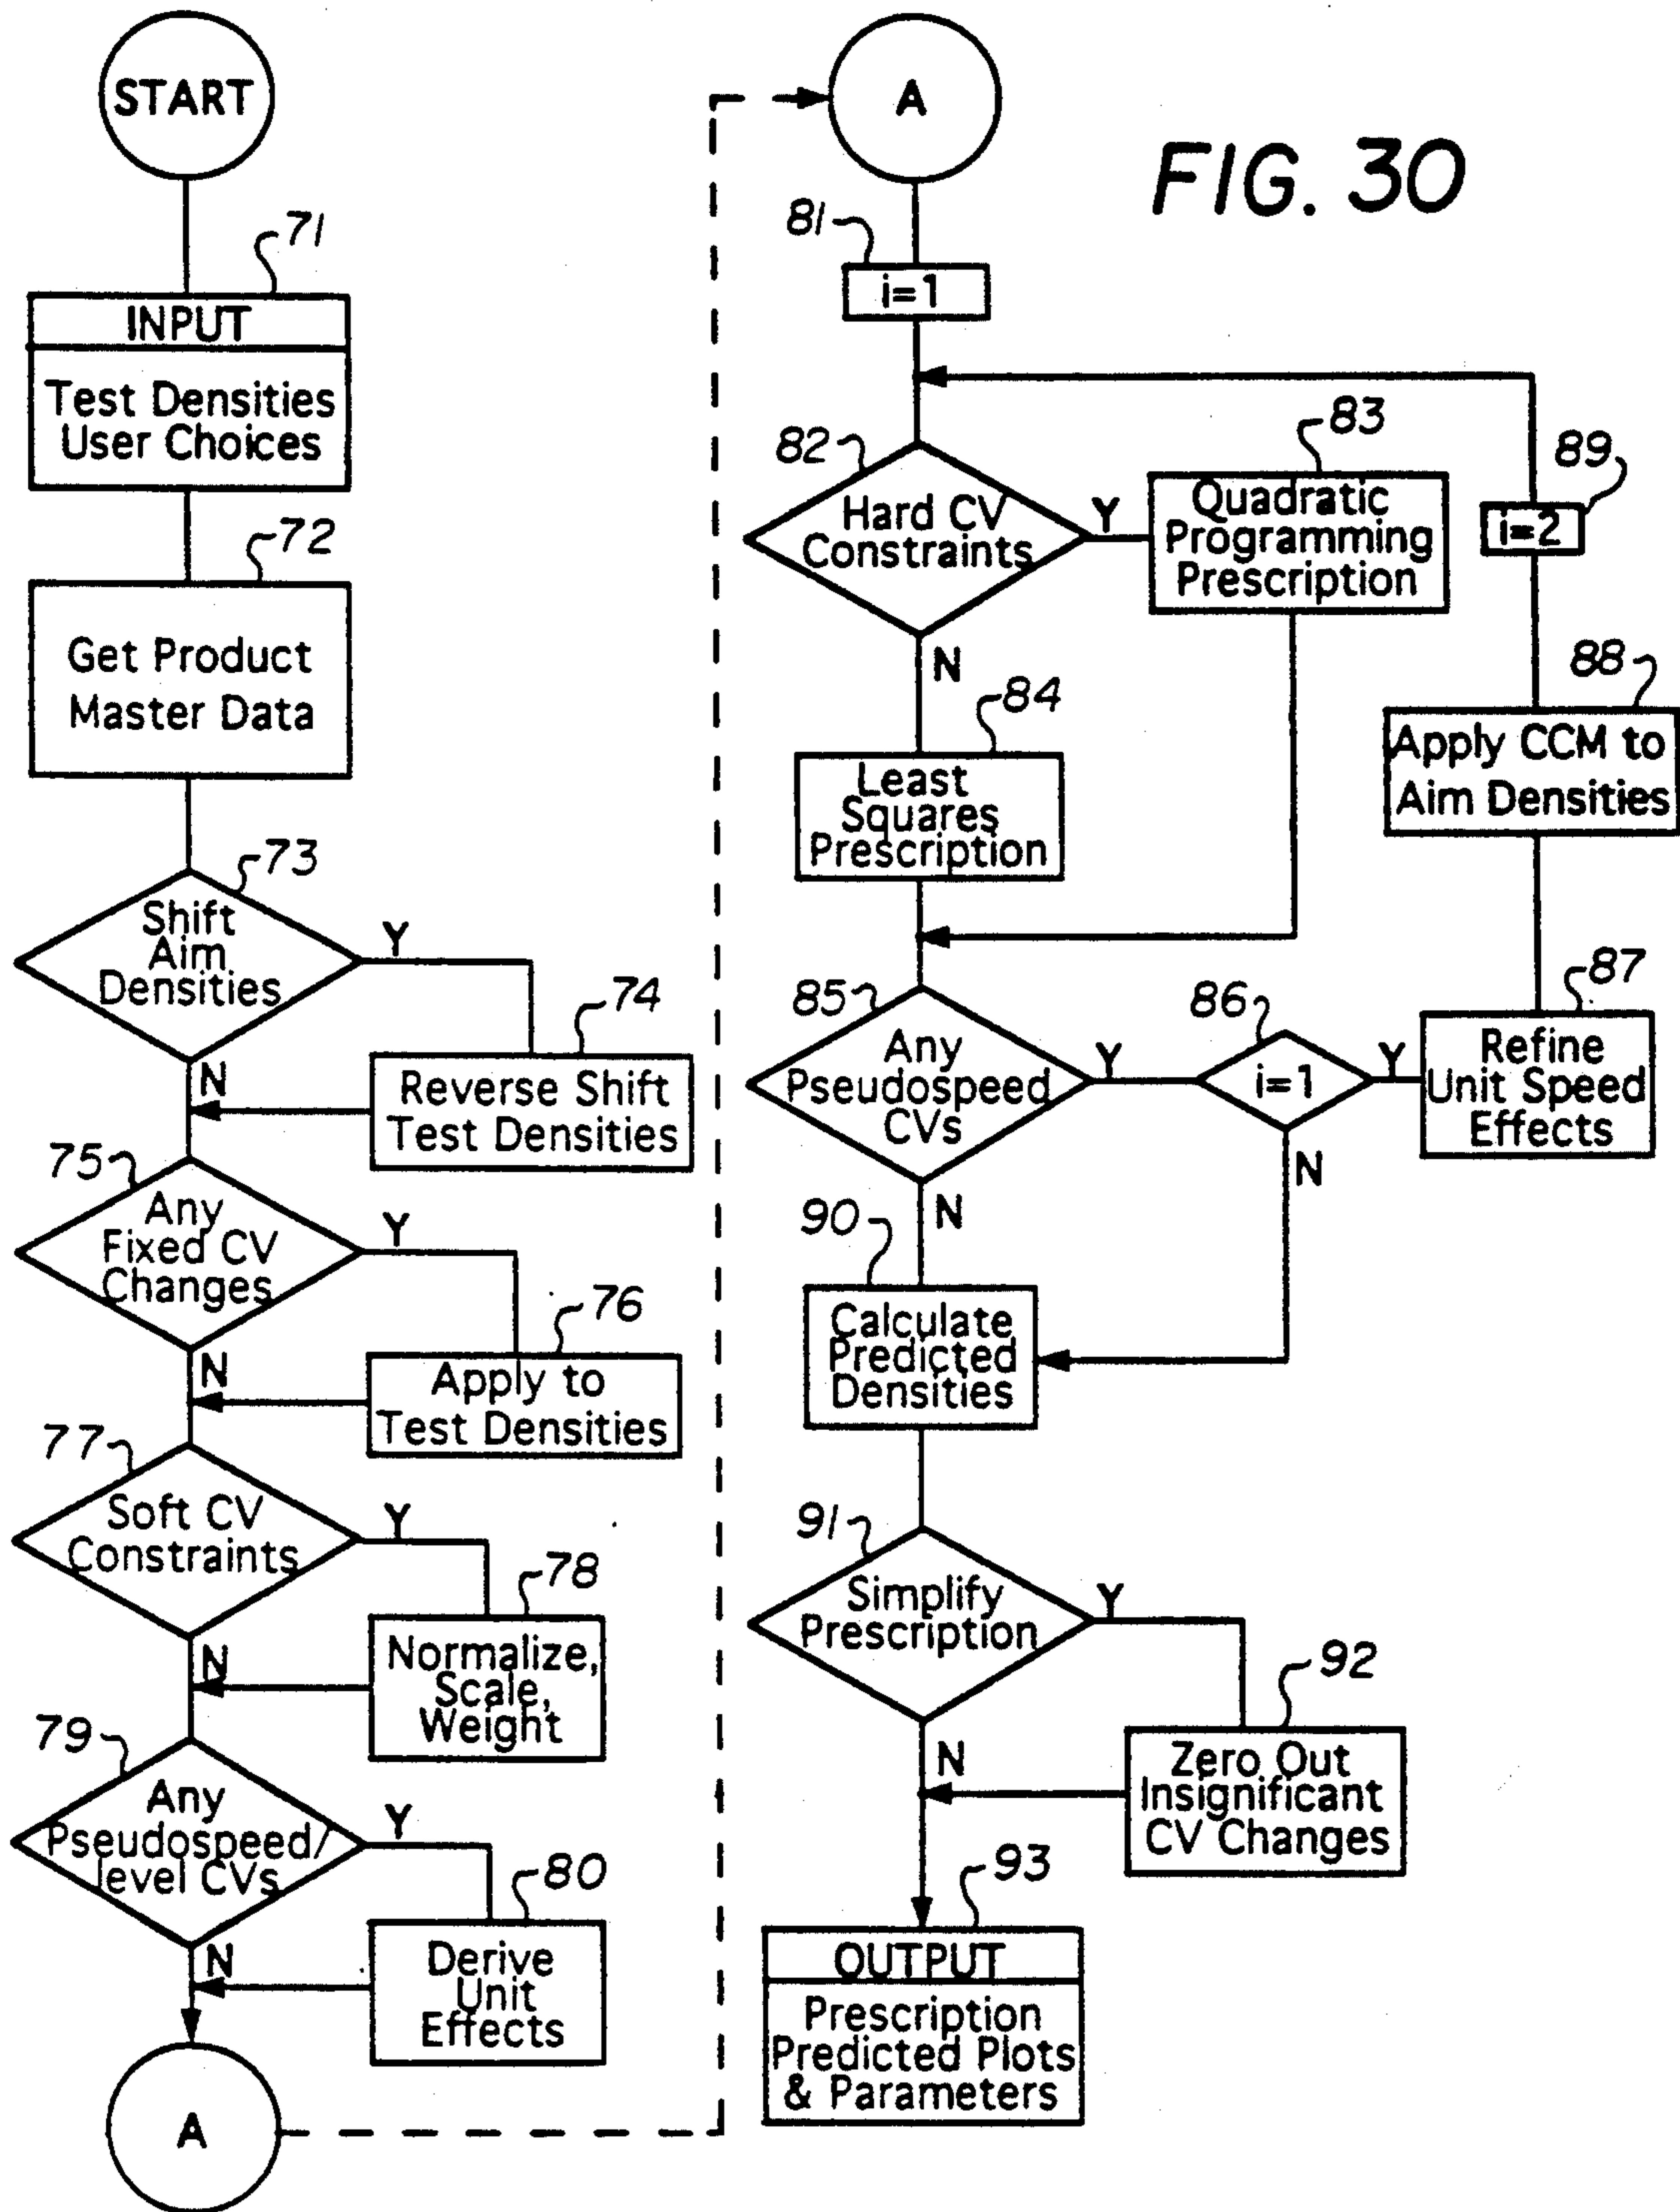 START
71
INPUT
Test Densities
User Choices
72
Get Product
Master Data
73
Shift
Aim
Densities
Y
N
74
Reverse Shift
Test Densities
75
Any
Fixed CV
Changes
Y
N
76
Apply to
Test Densities
77
Soft CV
Constraints
Y
N
78
Normalize,
Scale,
Weight
79
Any
Pseudospeed/
level CVs
Y
N
80
Derive
Unit
Effects
A
A
FIG. 30
81
i=1
82
Hard CV
Constraints
Y
N
83
Quadratic
Programming
Prescription
84
Least
Squares
Prescription
85
Any
Pseudospeed
CVs
Y
N
86
i=1
Y
N
87
Refine
Unit Speed
Effects
88
Apply CCM to
Aim Densities
89
i=2
90
Calculate
Predicted
Densities
91
Simplify
Prescription
Y
N
92
Zero Out
Insignificant
CV Changes
93
OUTPUT
Prescription
Predicted Plots
& Parameters